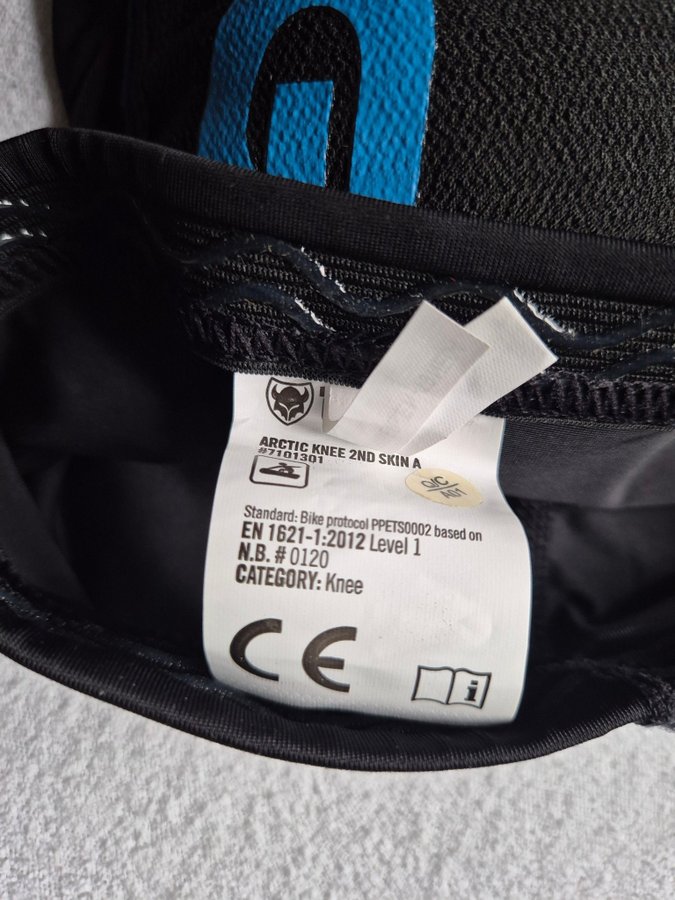 ARCTIC KNEE 2ND SKIN A
#7101301
Q/C
A01
Standard: Bike protocol PPETS0002 based on
EN 1621-1:2012 Level 1
N.B. # 0120
CATEGORY: Knee
CE
i